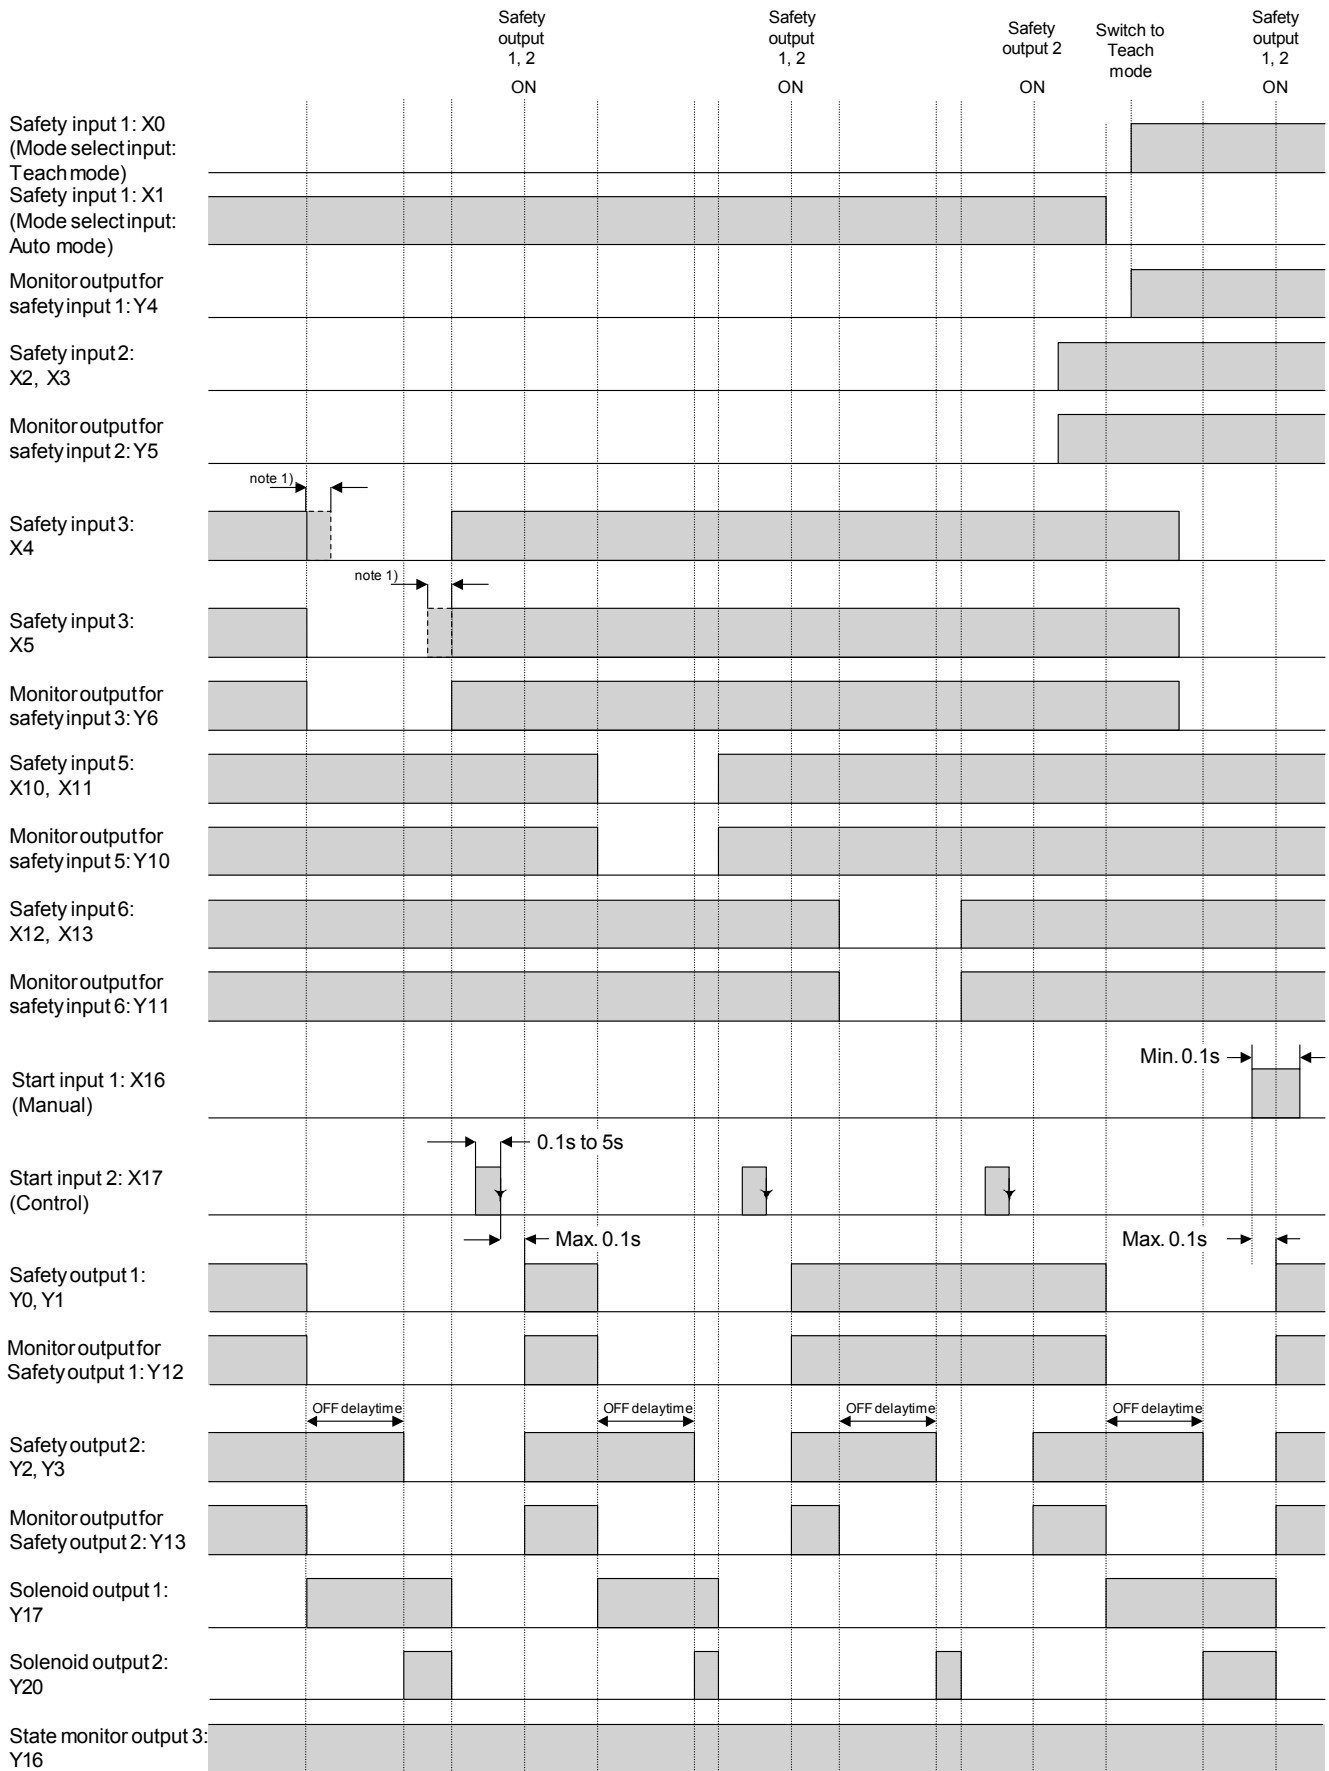 Safety
output
1, 2
ON
Safety
output
1, 2
ON
Safety
output 2
ON
Switch to
Teach
mode
Safety
output
1, 2
ON
Safety input 1: X0
(Mode select input:
Teach mode)
Safety input 1: X1
(Mode select input:
Auto mode)
Monitor output for
safety input 1: Y4
Safety input 2:
X2, X3
Monitor output for
safety input 2: Y5
note 1)
Safety input 3:
X4
note 1)
Safety input 3:
X5
Monitor output for
safety input 3: Y6
Safety input 5:
X10, X11
Monitor output for
safety input 5: Y10
Safety input 6:
X12, X13
Monitor output for
safety input 6: Y11
Min. 0.1s
Start input 1: X16
(Manual)
0.1s to 5s
Start input 2: X17
(Control)
Max. 0.1s
Max. 0.1s
Safety output 1:
Y0, Y1
Monitor output for
Safety output 1: Y12
OFF delay time
OFF delay time
OFF delay time
OFF delay time
Safety output 2:
Y2, Y3
Monitor output for
Safety output 2: Y13
Solenoid output 1:
Y17
Solenoid output 2:
Y20
State monitor output 3:
Y16